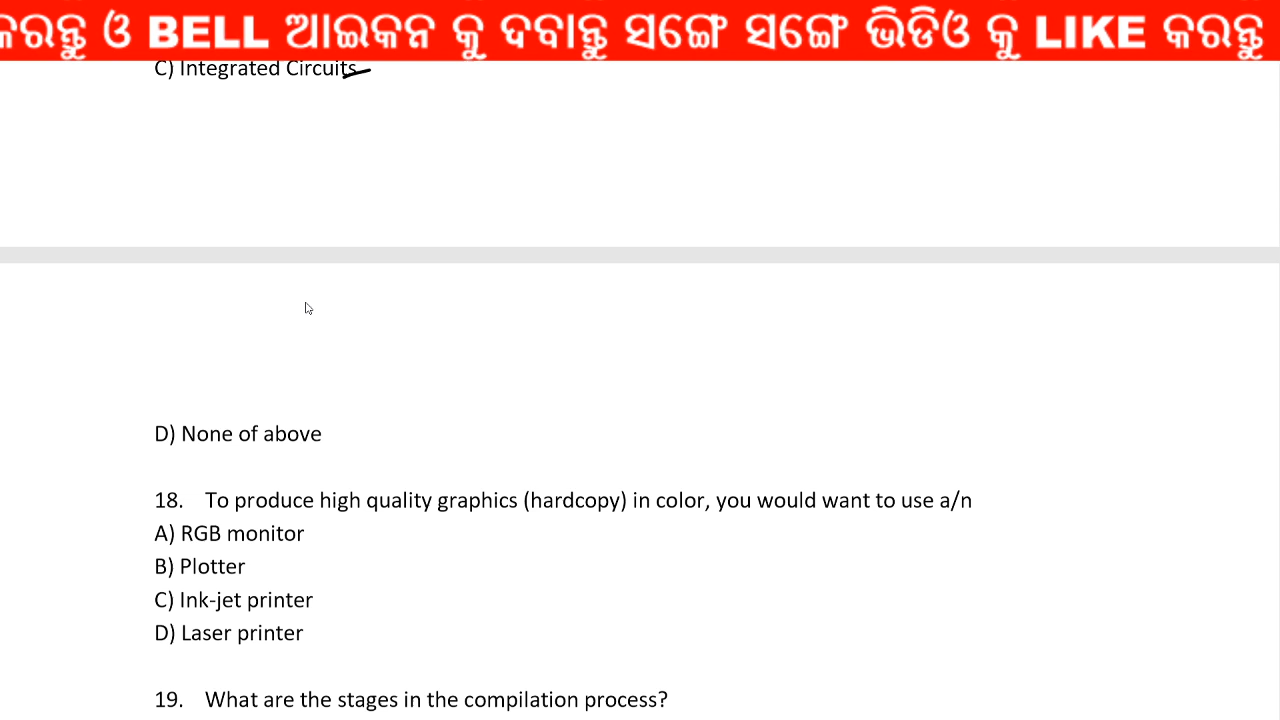 କରନ୍ତୁ ଓ BELL ଆଇକନ କୁ ଦବାନ୍ତୁ ସଙ୍ଗେ ସଙ୍ଗେ ଭିଡିଓ କୁ LIKE କରନ୍ତୁ
C) Integrated Circuits
D) None of above
18. To produce high quality graphics (hardcopy) in color, you would want to use a/n
A) RGB monitor
B) Plotter
C) Ink-jet printer
D) Laser printer
19. What are the stages in the compilation process?